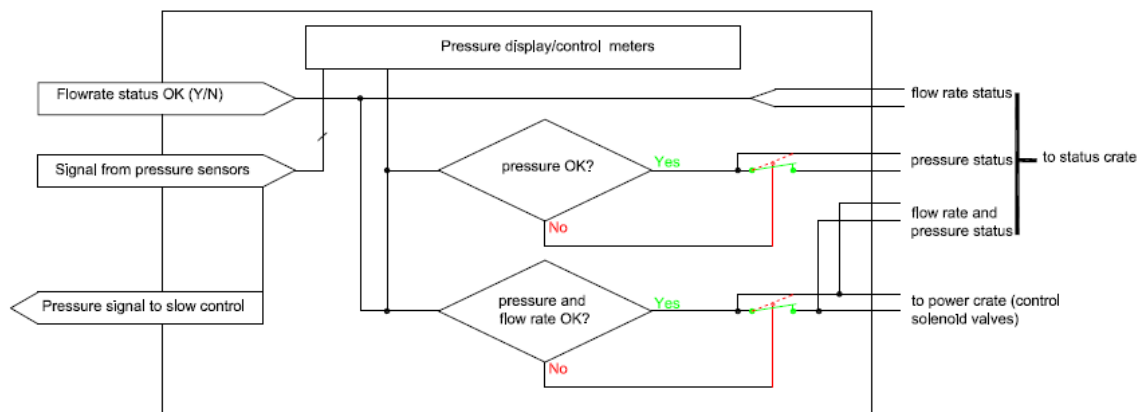 Pressure display/control meters
Flowrate status OK (Y/N)
flow rate status
Signal from pressure sensors
pressure OK?
Yes
No
pressure status
to status crate
flow rate and
pressure status
Pressure signal to slow control
pressure and
flow rate OK?
Yes
No
to power crate (control
solenoid valves)